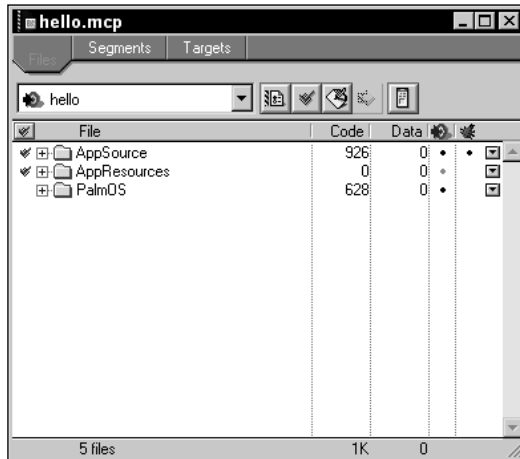 hello.mcp
Files Segments Targets
hello
File Code Data
AppSource 926 0
AppResources 0 0
PalmOS 628 0
5 files 1K 0